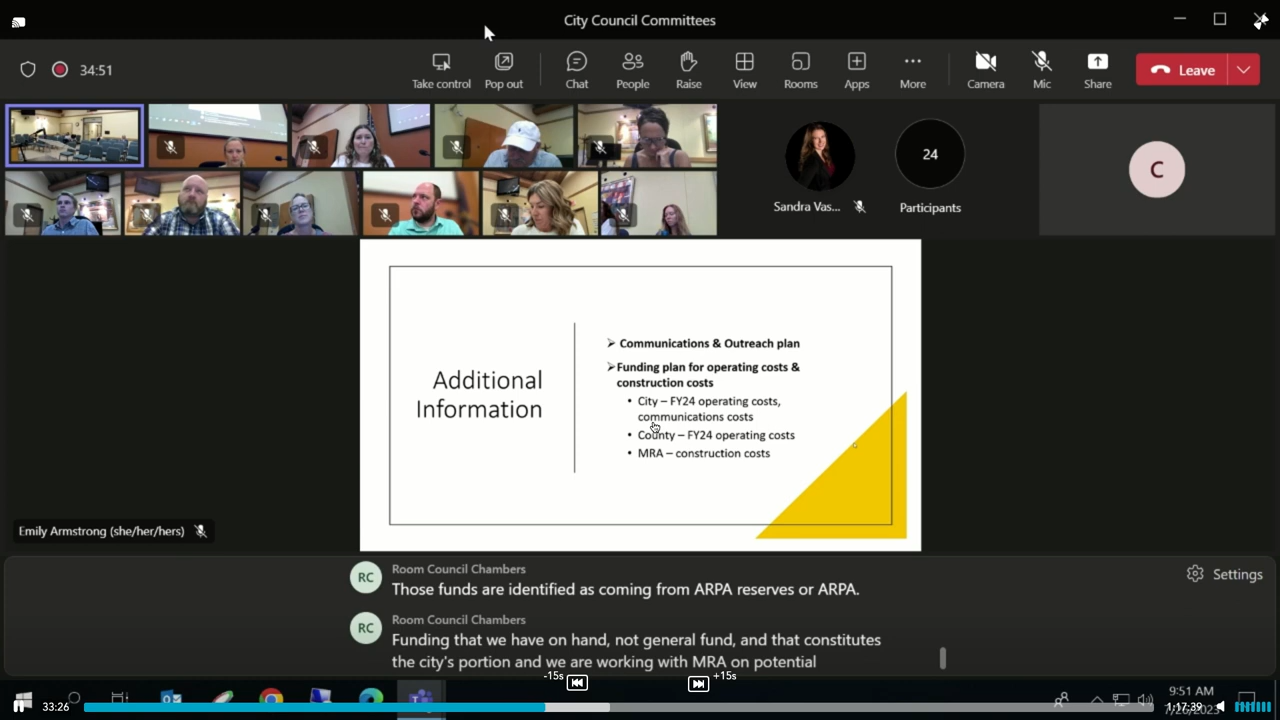 City Council Committees
34:51
Take control
Pop out
Chat
People
Raise
View
Rooms
Apps
More
Camera
Mic
Share
Leave
24
C
Sandra Vas...
Participants
Additional
Information
Communications & Outreach plan
Funding plan for operating costs &
construction costs
• City – FY24 operating costs,
communications costs
• County – FY24 operating costs
• MRA – construction costs
Emily Armstrong (she/her/hers)
RC
Room Council Chambers
Those funds are identified as coming from ARPA reserves or ARPA.
Settings
RC
Room Council Chambers
Funding that we have on hand, not general fund, and that constitutes
the city's portion and we are working with MRA on potential
-15s
+15s
9:51 AM
33:26
1:17:39